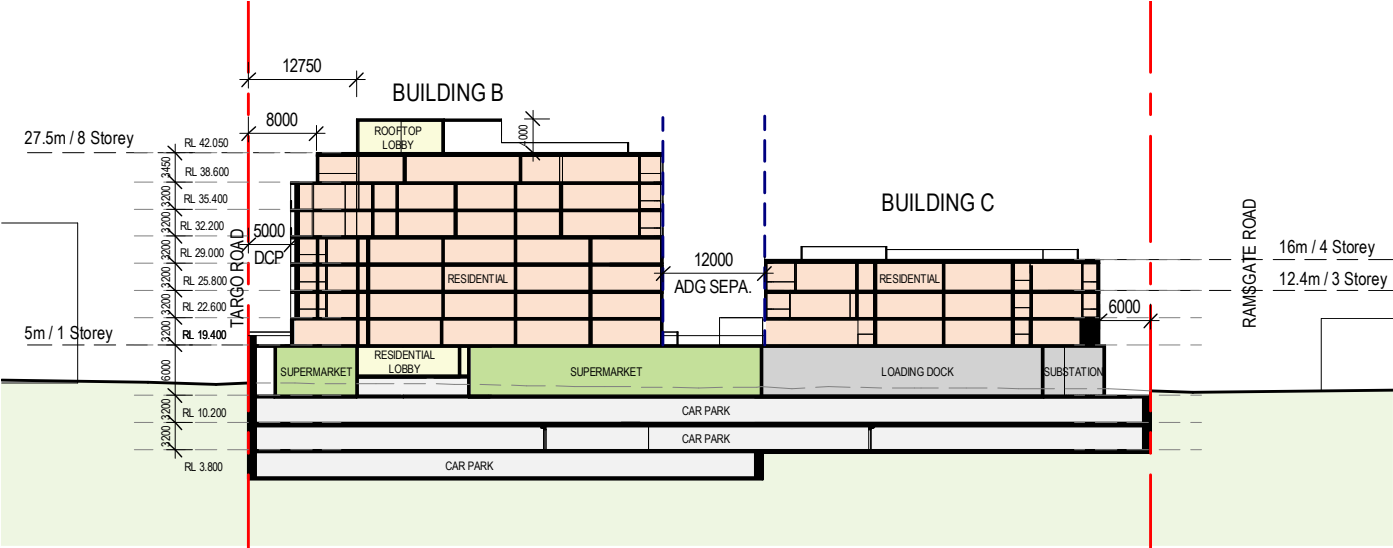 12750
BUILDING B
8000
27.5m / 8 Storey
ROOFTOP
LOBBY
4000
RL 42.050
3450
RL 38.600
3200
RL 35.400
3200
RL 32.200
3200
RL 29.000
3200
RL 25.800
3200
RL 22.600
3200
RL 19.400
6000
RL 10.200
3200
3200
RL 3.800
5000
DCP
TARGO ROAD
5m / 1 Storey
RESIDENTIAL
12000
ADG SEPA.
BUILDING C
RESIDENTIAL
6000
RAMSGATE ROAD
16m / 4 Storey
12.4m / 3 Storey
SUPERMARKET
RESIDENTIAL
LOBBY
SUPERMARKET
LOADING DOCK
SUBSTATION
CAR PARK
CAR PARK
CAR PARK